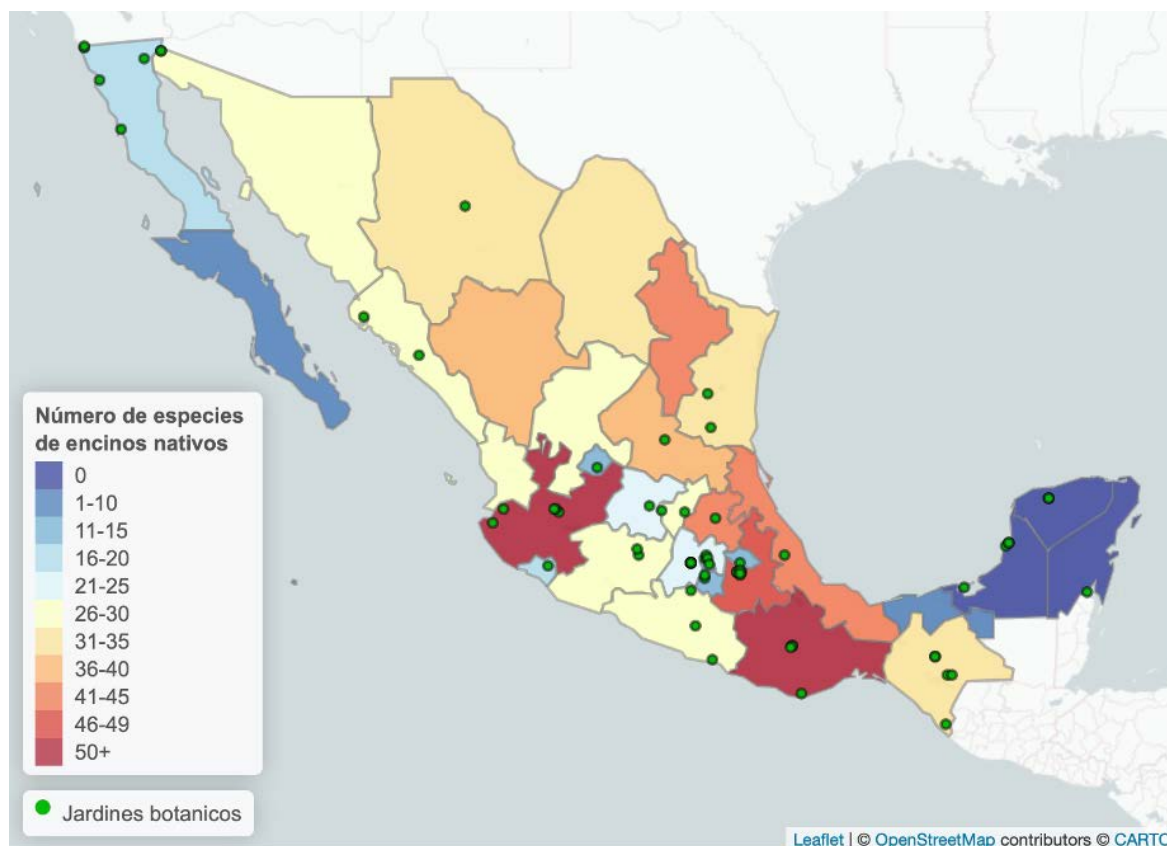 Número de especies
de encinos nativos
0
1-10
11-15
16-20
21-25
26-30
31-35
36-40
41-45
46-49
50+
Jardines botanicos
Leaflet | © OpenStreetMap contributors © CARTO